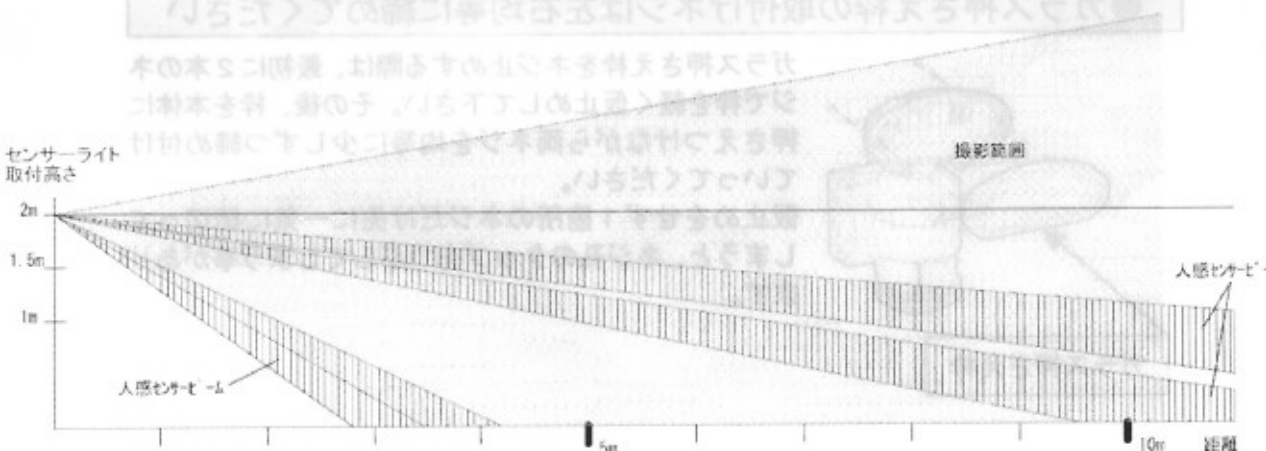 ●ガラス押さえ枠の取付けネジは左右均等に締めてください
ガラス押さえ枠をネジ止めする際は、最初に2本のネ
ジで枠を軽く仮止めして下さい。その後、枠を本体に
押さえつけながら両ネジを均等に少しずつ締め付け
ていってください。
仮止めをせず1箇所のネジだけ先に一気に
しまうと、
センサーライト
取付高さ
撮影範囲
2m
1.5m
人感センサービー
1m
人感センサービーム
5m
10m
距離